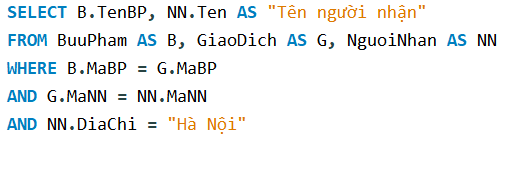 SELECT B.TenBP, NN.Ten AS "Tên người nhận"
FROM BuuPham AS B, GiaoDich AS G, NguoiNhan AS NN
WHERE B.MaBP = G.MaBP
AND G.MaNN = NN.MaNN
AND NN.DiaChi = "Hà Nội"